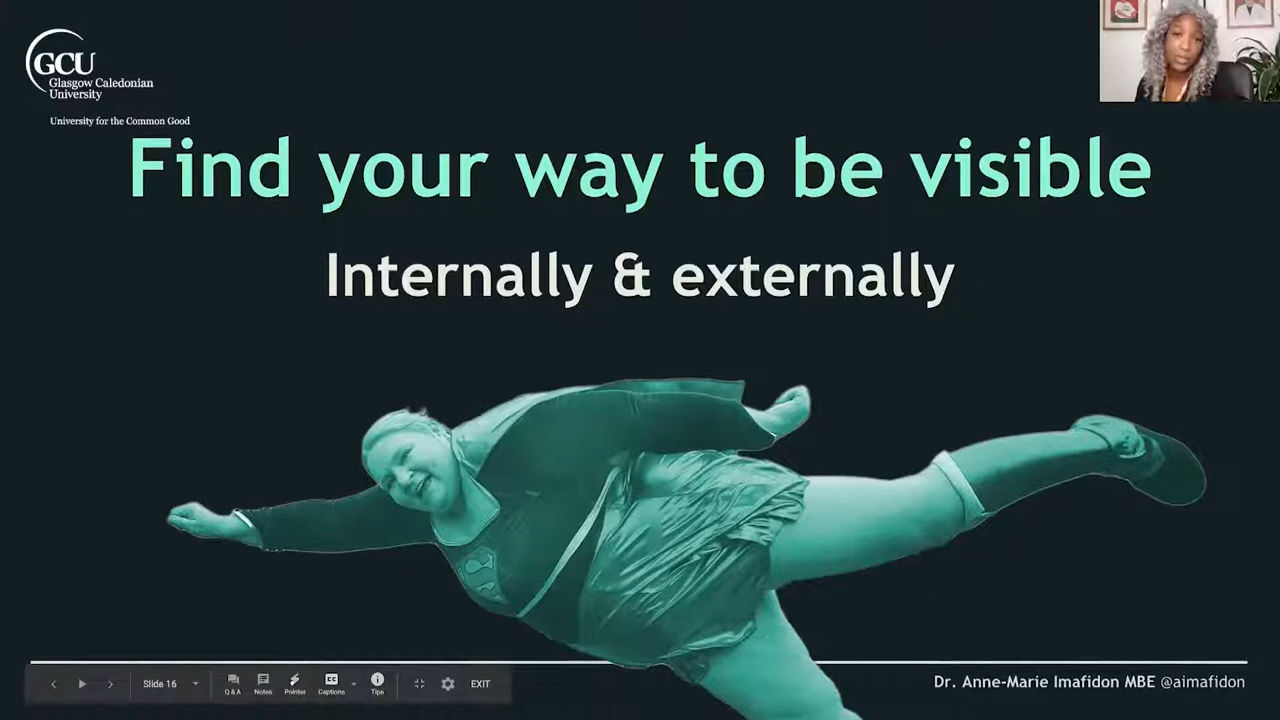 GCU
Glasgow Caledonian
University
University for the Common Good
Find your way to be visible
Internally & externally
S
Slide 16
Q & A
Notes
Pointer
Captions
Tips
EXIT
Dr. Anne-Marie Imafidon MBE @aimafidon